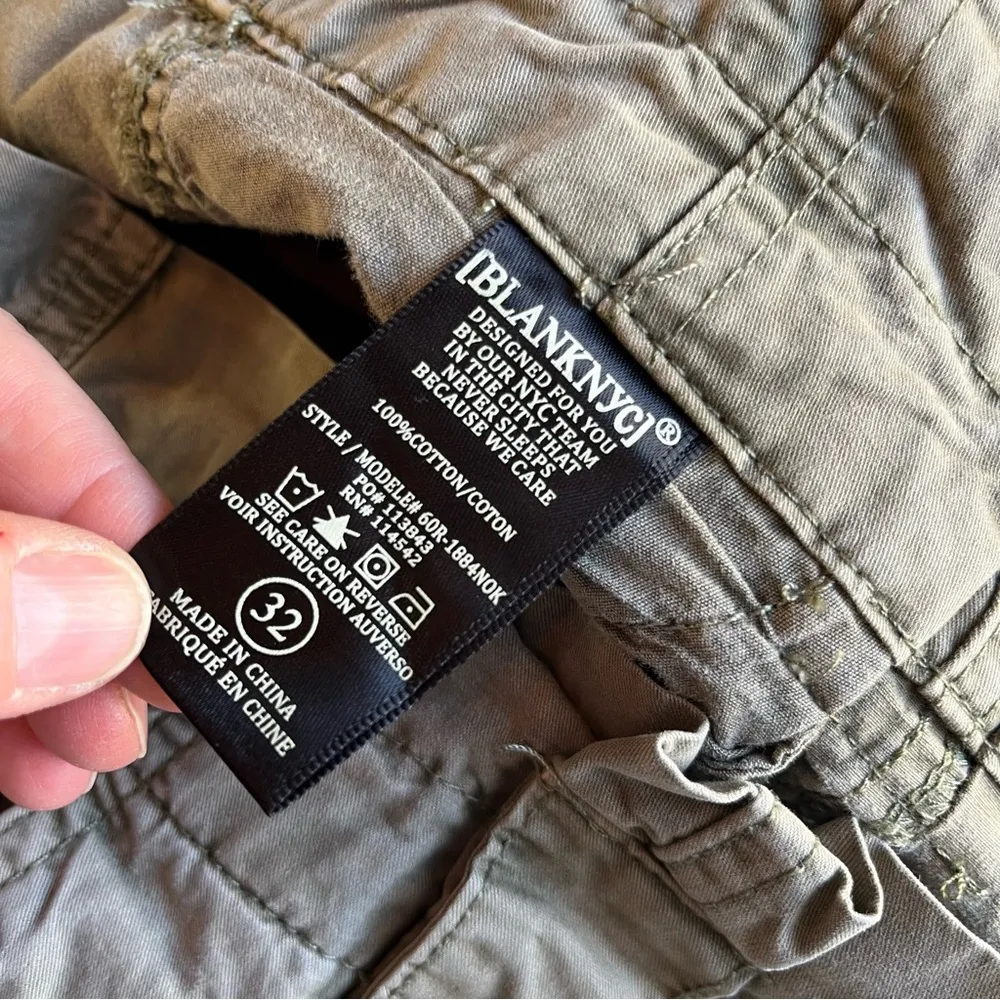 [BLANKNYC]®
DESIGNED FOR YOU
BY OUR NYC TEAM
IN THE CITY THAT
NEVER SLEEPS
BECAUSE WE CARE
100%COTTON/COTON
STYLE / MODELE# 60R-1884NOK
PO# 113843
RN# 114542
SEE CARE ON REVERSE
VOIR INSTRUCTION AUVERSO
32
MADE IN CHINA
FABRIQUÉ EN CHINE